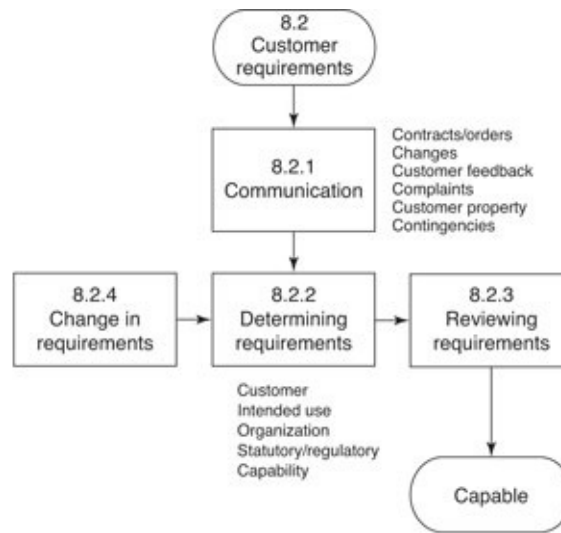 8.2
Customer
requirements
8.2.1
Communication
Contracts/orders
Changes
Customer feedback
Complaints
Customer property
Contingencies
8.2.4
Change in
requirements
8.2.2
Determining
requirements
8.2.3
Reviewing
requirements
Customer
Intended use
Organization
Statutory/regulatory
Capability
Capable